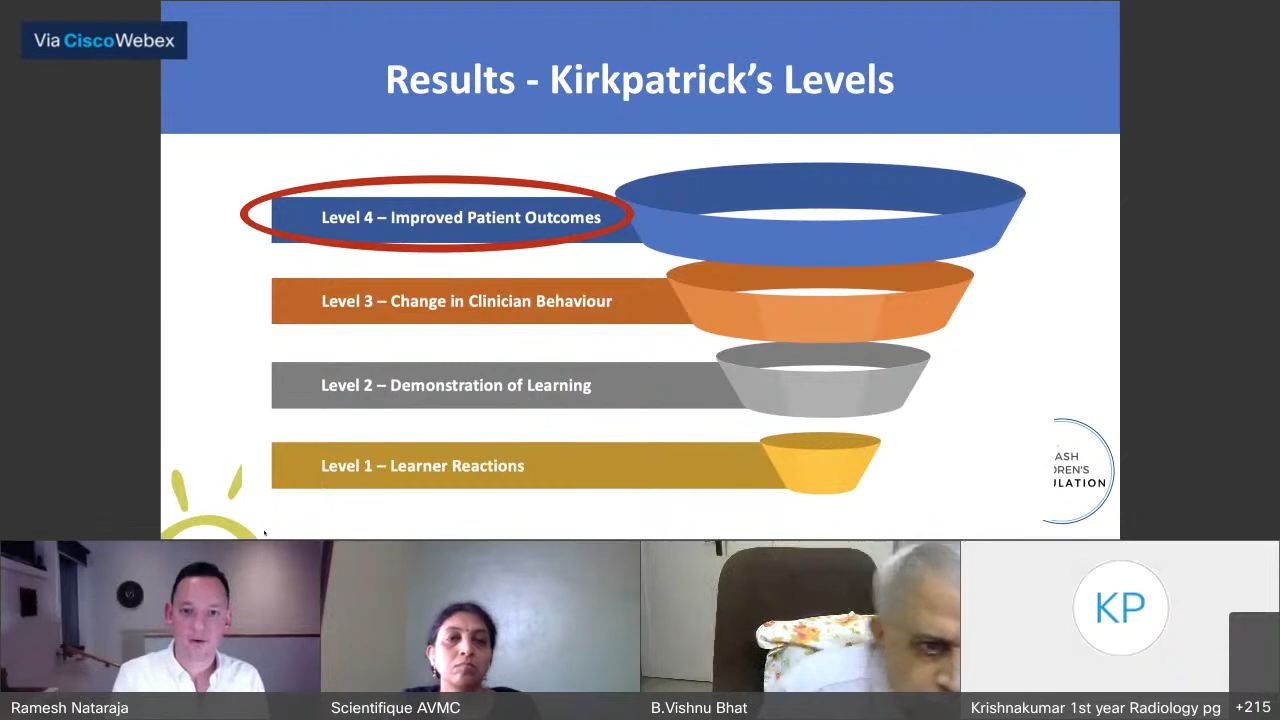 Via CiscoWebex
Results - Kirkpatrick's Levels
Level 4 – Improved Patient Outcomes
Level 3 – Change in Clinician Behaviour
Level 2 – Demonstration of Learning
Level 1 – Learner Reactions
ASH
REN'S
ULATION
KP
Ramesh Nataraja
Scientifique AVMC
B.Vishnu Bhat
Krishnakumar 1st year Radiology pg
+215